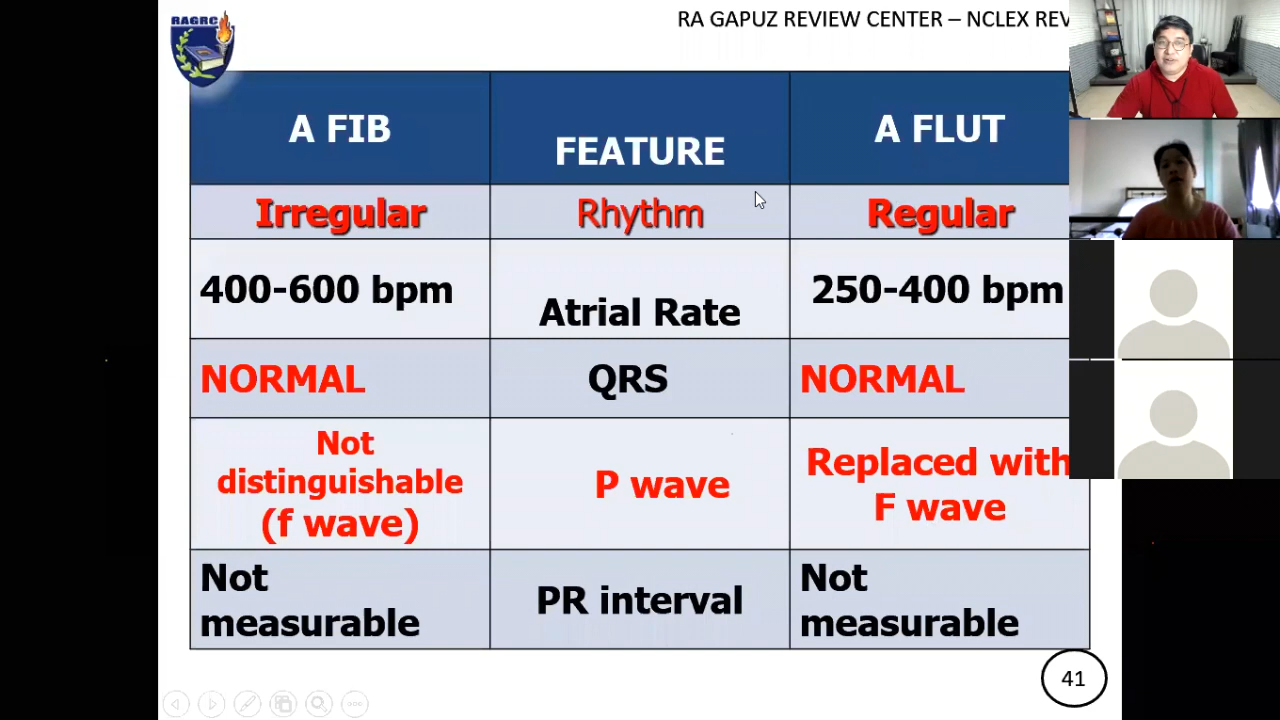 RAGRC
RA GAPUZ REVIEW CENTER – NCLEX REV
A FIB
FEATURE
A FLUT
Irregular
Rhythm
Regular
400-600 bpm
Atrial Rate
250-400 bpm
NORMAL
QRS
NORMAL
Not
distinguishable
(f wave)
P wave
Replaced with
F wave
Not
measurable
PR interval
Not
measurable
41